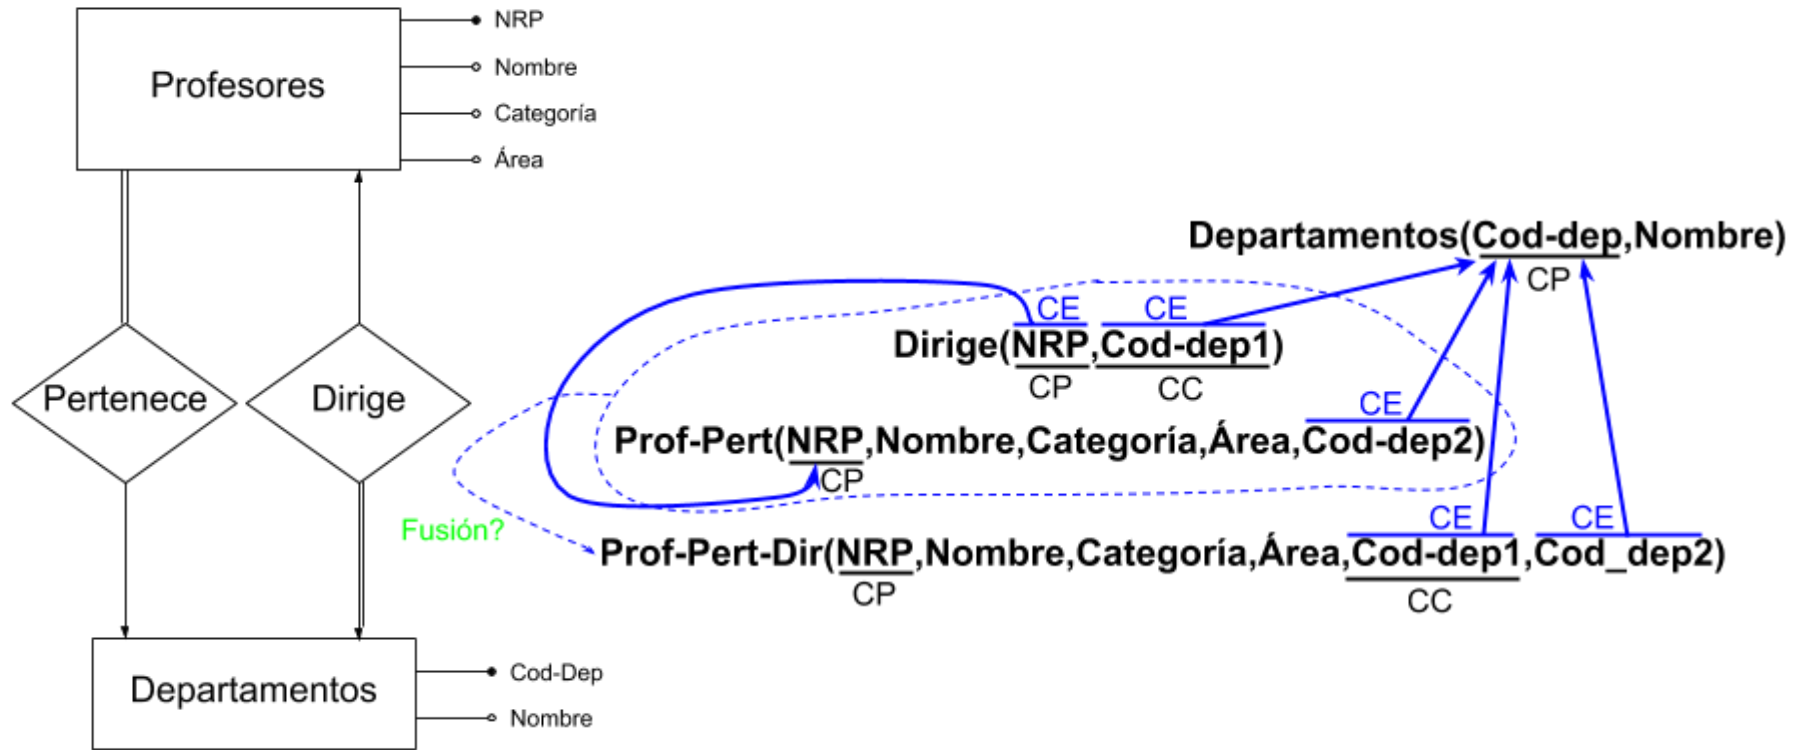 Profesores
NRP
Nombre
Categoría
Área
Pertenece
Dirige
Departamentos
Cod-Dep
Nombre
Departamentos(Cod-dep,Nombre)
CP
CE CE
Dirige(NRP,Cod-dep1)
CP CC
CE
Prof-Pert(NRP,Nombre,Categoría,Área,Cod-dep2)
CP
Fusión?
CE CE
Prof-Pert-Dir(NRP,Nombre,Categoría,Área,Cod-dep1,Cod_dep2)
CP
CC